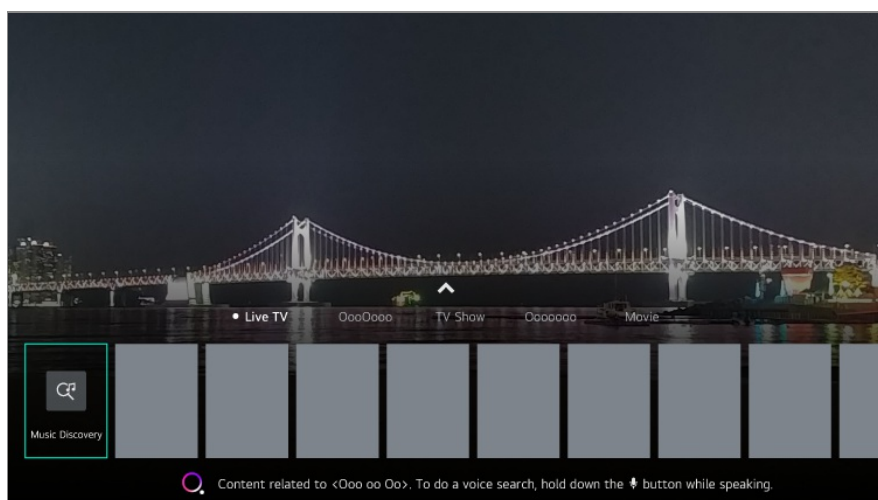 Live TV OooOooo TV Show Ooooooo Movie
Music Discovery
Content related to <Ooo oo Oo>. To do a voice search, hold down the button while speaking.